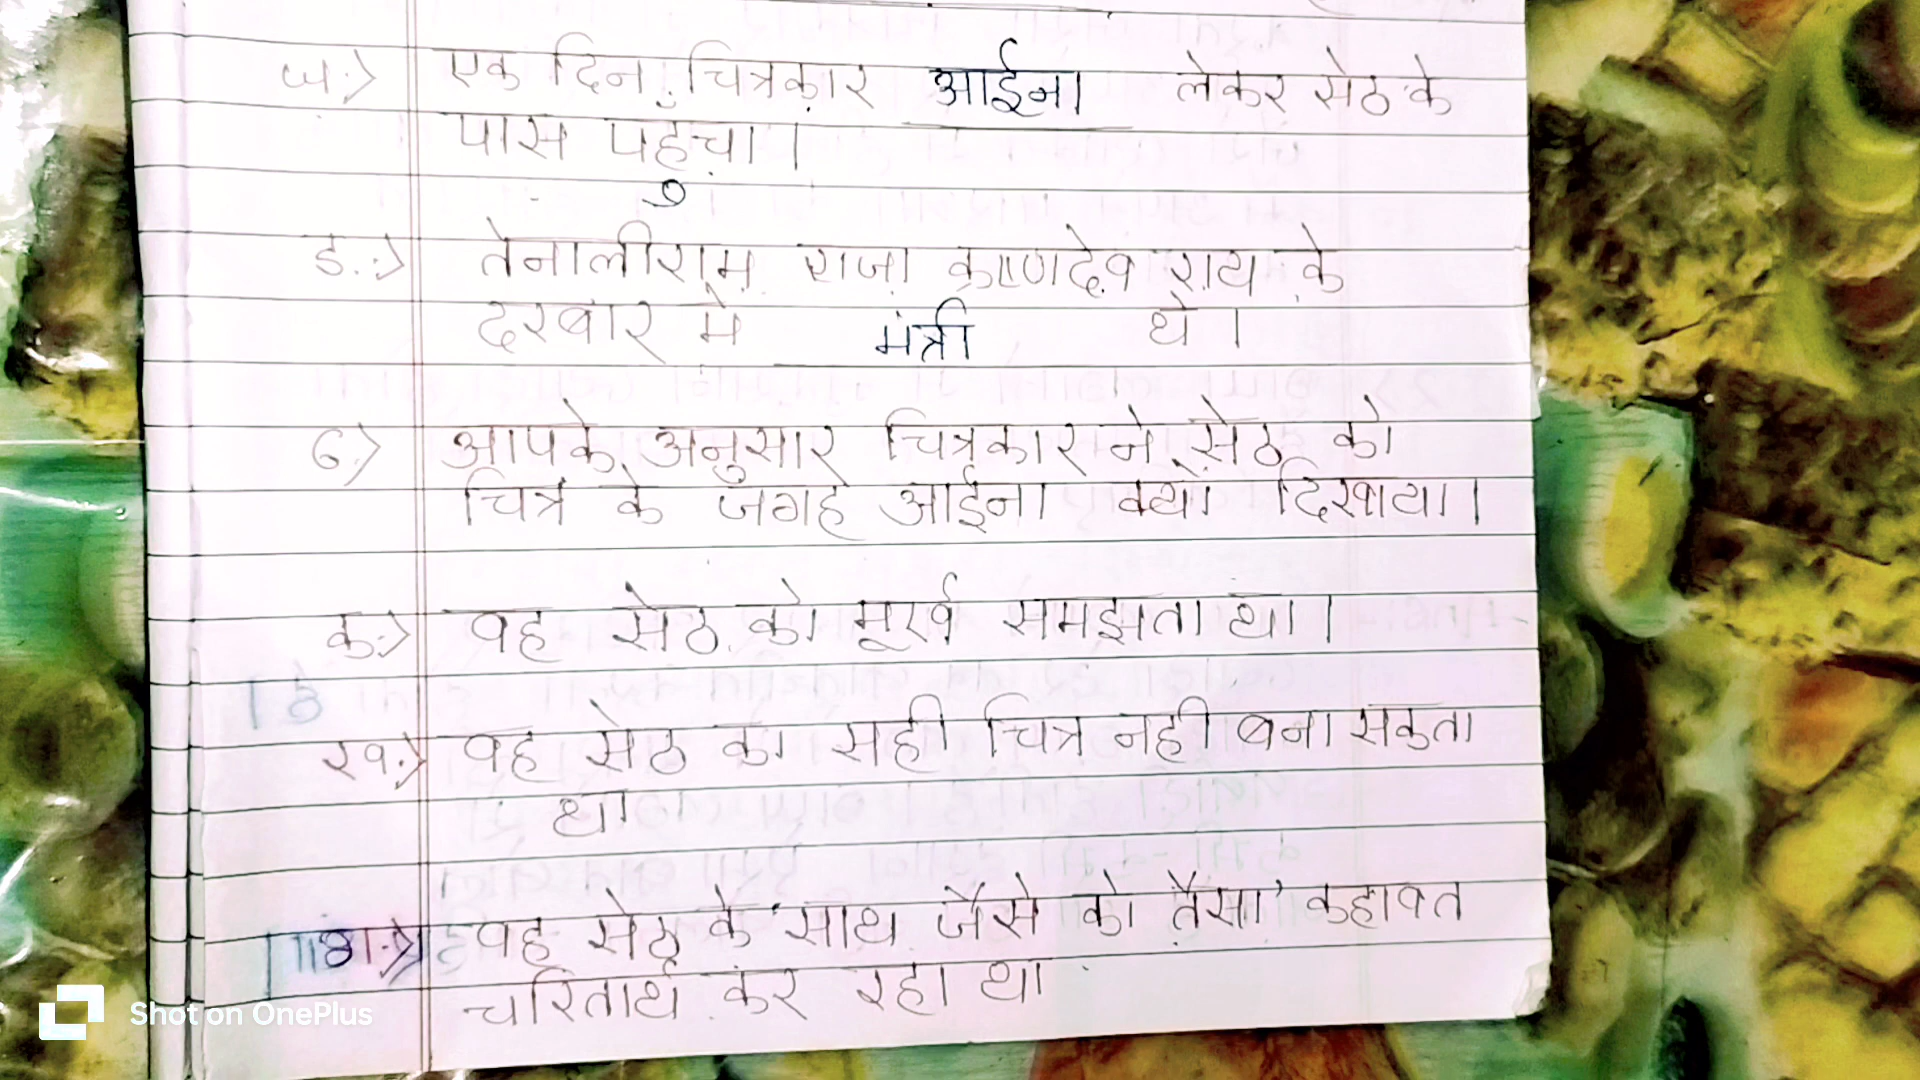 घ.) एक दिन चित्रकार आईना लेकर सेठ के
पास पहुंचा।
ड.) तेनालीराम राजा कृष्णदेव राय के
दरबार मे मंत्री थे।
6.) आपके अनुसार चित्रकार ने सेठ को
चित्र के जगह आईना क्यों दिखाया।
क.) वह सेठ को मूर्ख समझता था।
ख.) वह सेठ का सही चित्र नही बना सकता
था
ग.) वह सेठ के साथ 'जैसे को तैसा' कहावत
चरितार्थ कर रहा था
Shot on OnePlus